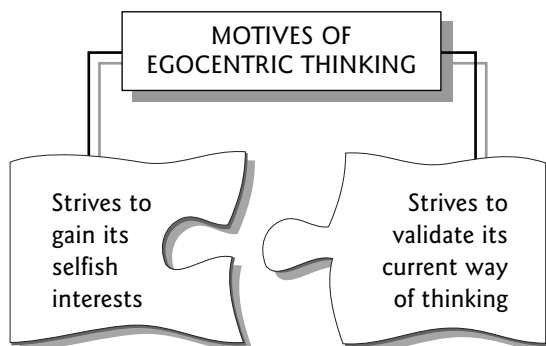 MOTIVES OF
EGOCENTRIC THINKING
Strives to
gain its
selfish
interests
Strives to
validate its
current way
of thinking